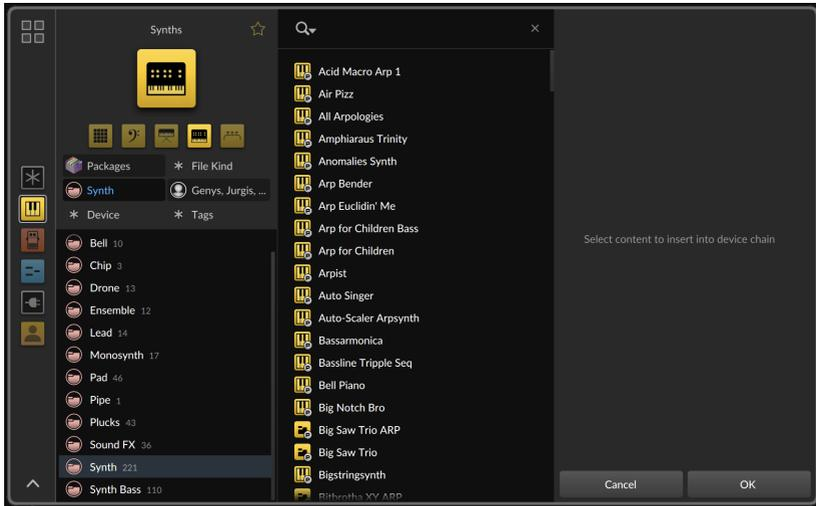 Synths
Packages
File Kind
Synth
Genys, Jurgis, ...
Device
Tags
Bell 10
Chip 3
Drone 13
Ensemble 12
Lead 14
Monosynth 17
Pad 46
Pipe 1
Plucks 43
Sound FX 36
Synth 221
Synth Bass 110
Acid Macro Arp 1
Air Pizz
All Arpologies
Amphiaraus Trinity
Anomalies Synth
Arp Bender
Arp Euclidin' Me
Arp for Children Bass
Arp for Children
Arpist
Auto Singer
Auto-Scaler Arpsynth
Bassarmonica
Bassline Tripple Seq
Bell Piano
Big Notch Bro
Big Saw Trio ARP
Big Saw Trio
Bigstringsynth
Bitbrotha XY ARP
Select content to insert into device chain
Cancel
OK